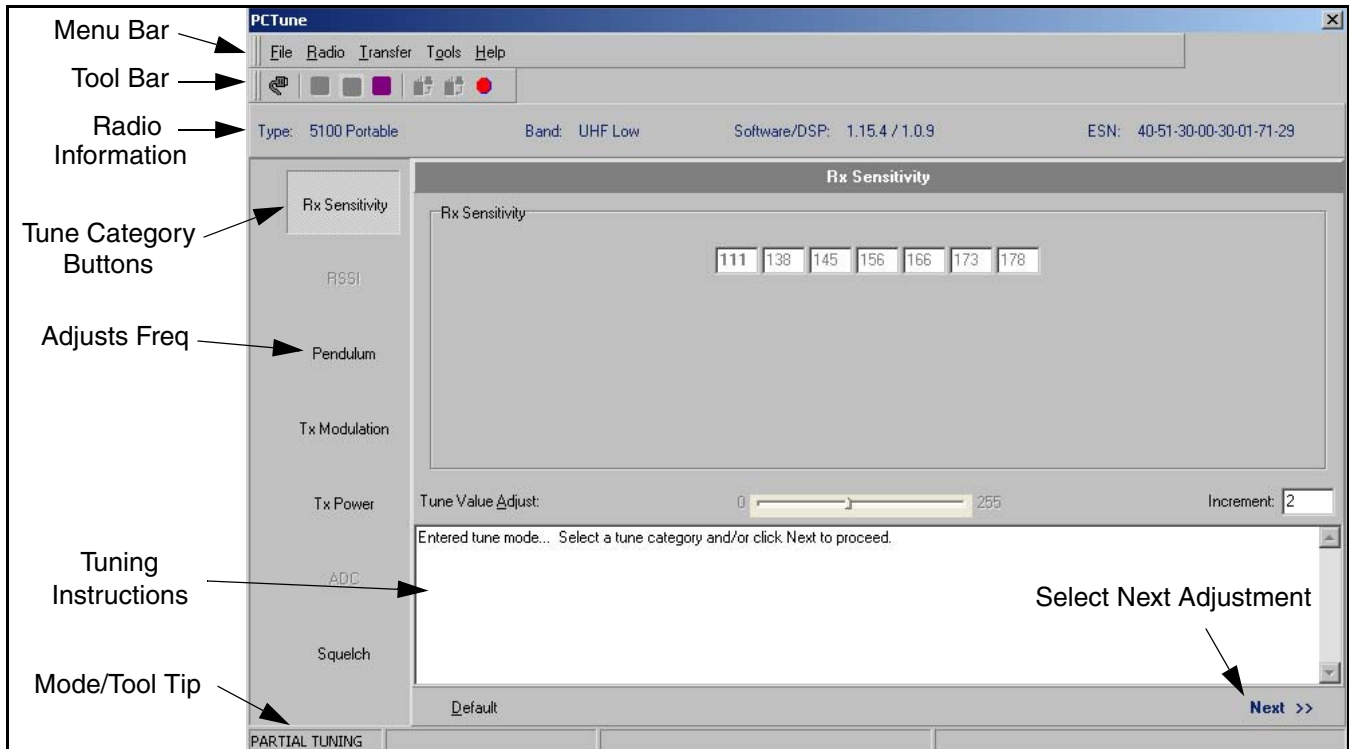 PCTune
Menu Bar
File Radio Transfer Tools Help
Tool Bar
Radio
Information
Type: 5100 Portable Band: UHF Low Software/DSP: 1.15.4 / 1.0.9 ESN: 40-51-30-00-30-01-71-29
Rx Sensitivity
Tune Category
Buttons
Rx Sensitivity
RSSI
Adjusts Freq
Pendulum
Tx Modulation
Tx Power
ADC
Squelch
Rx Sensitivity
111 138 145 156 166 173 178
Tune Value Adjust: 0 255 Increment: 2
Entered tune mode... Select a tune category and/or click Next to proceed.
Tuning
Instructions
Select Next Adjustment
Mode/Tool Tip
Default Next >>
PARTIAL TUNING